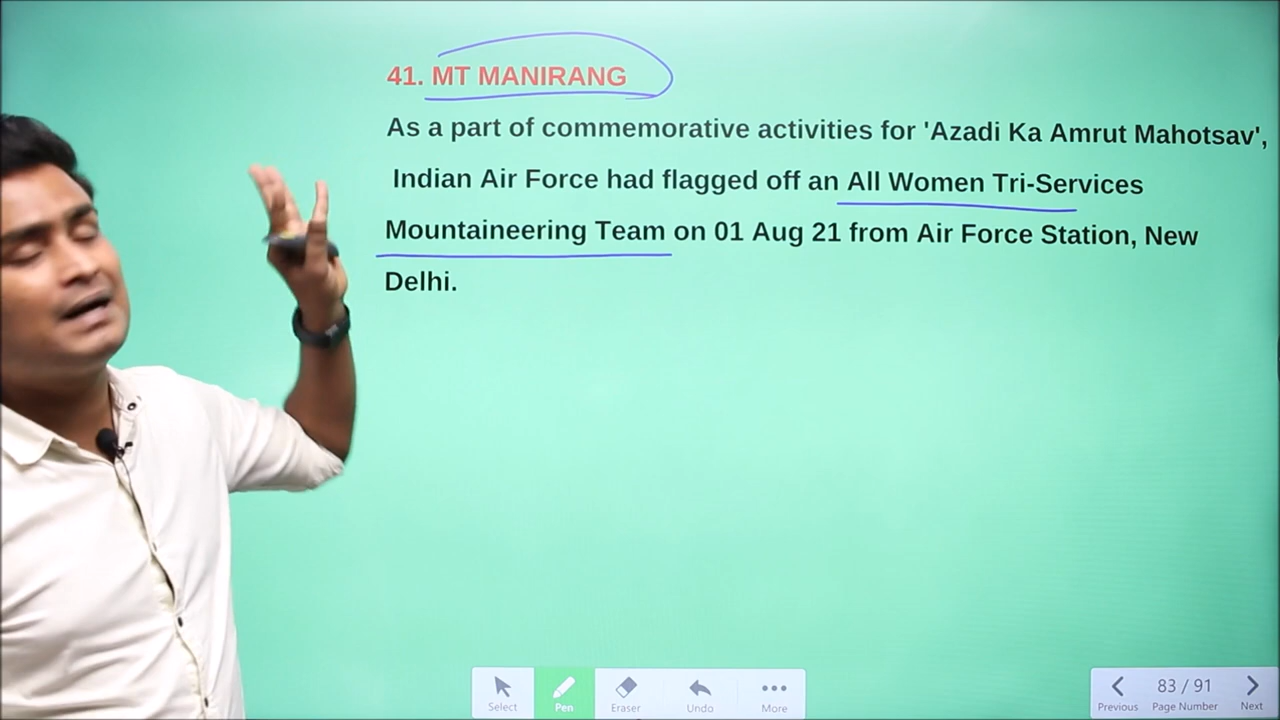 41. MT MANIRANG
As a part of commemorative activities for 'Azadi Ka Amrut Mahotsav',
Indian Air Force had flagged off an All Women Tri-Services
Mountaineering Team on 01 Aug 21 from Air Force Station, New
Delhi.
Select Pen Eraser Undo More
Previous 83 / 91 Page Number Next